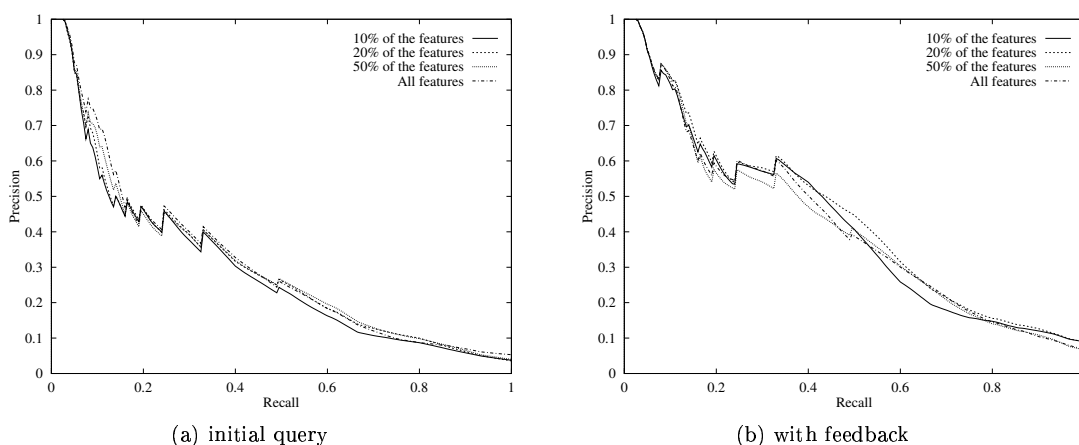 1
0.9
0.8
0.7
0.6
0.5
0.4
0.3
0.2
0.1
0
Precision
0
0.2
0.4
0.6
0.8
1
Recall
10% of the features
20% of the features
50% of the features
All features
(a) initial query
1
0.9
0.8
0.7
0.6
0.5
0.4
0.3
0.2
0.1
0
Precision
0
0.2
0.4
0.6
0.8
Recall
10% of the features
20% of the features
50% of the features
All features
(b) with feedback